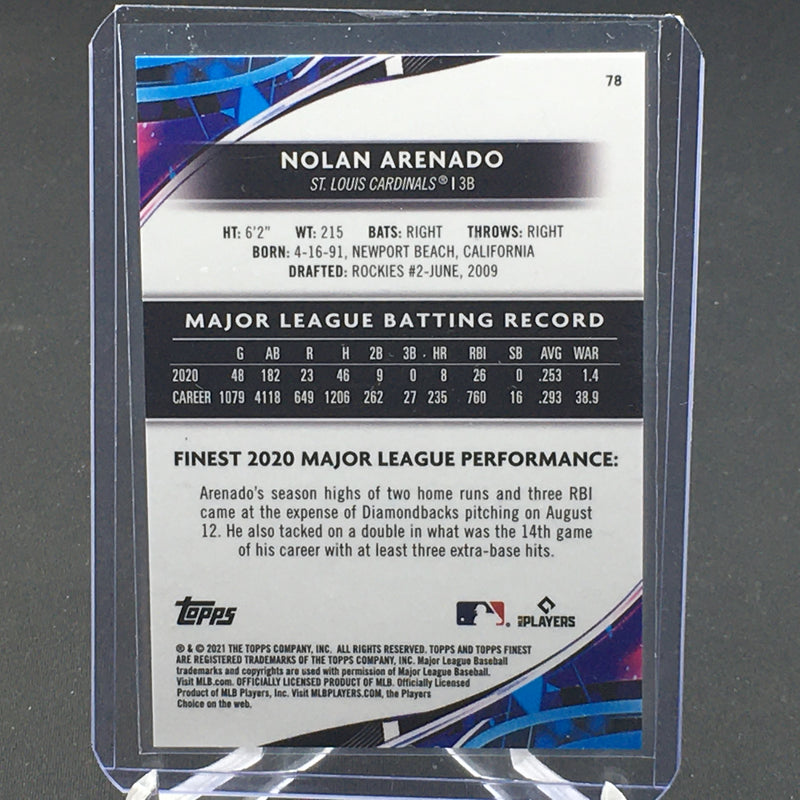 78
NOLAN ARENADO
ST. LOUIS CARDINALS® | 3B
HT: 6'2" WT: 215 BATS: RIGHT THROWS: RIGHT
BORN: 4-16-91, NEWPORT BEACH, CALIFORNIA
DRAFTED: ROCKIES #2-JUNE, 2009
MAJOR LEAGUE BATTING RECORD
G AB R H 2B 3B HR RBI SB AVG WAR
2020 48 182 23 46 9 0 8 26 0 .253 1.4
CAREER 1079 4118 649 1206 262 27 235 760 16 .293 38.9
FINEST 2020 MAJOR LEAGUE PERFORMANCE:
Arenado's season highs of two home runs and three RBI
came at the expense of Diamondbacks pitching on August
12. He also tacked on a double in what was the 14th game
of his career with at least three extra-base hits.
TOPPS
MLB PLAYERS
® & © 2021 THE TOPPS COMPANY, INC. ALL RIGHTS RESERVED. TOPPS AND TOPPS FINEST
ARE REGISTERED TRADEMARKS OF THE TOPPS COMPANY, INC. Major League Baseball
trademarks and copyrights are used with permission of Major League Baseball.
Visit MLB.com. OFFICIALLY LICENSED PRODUCT OF MLB. Officially Licensed
Product of MLB Players, Inc. Visit MLBPLAYERS.COM, the Players
Choice on the web.